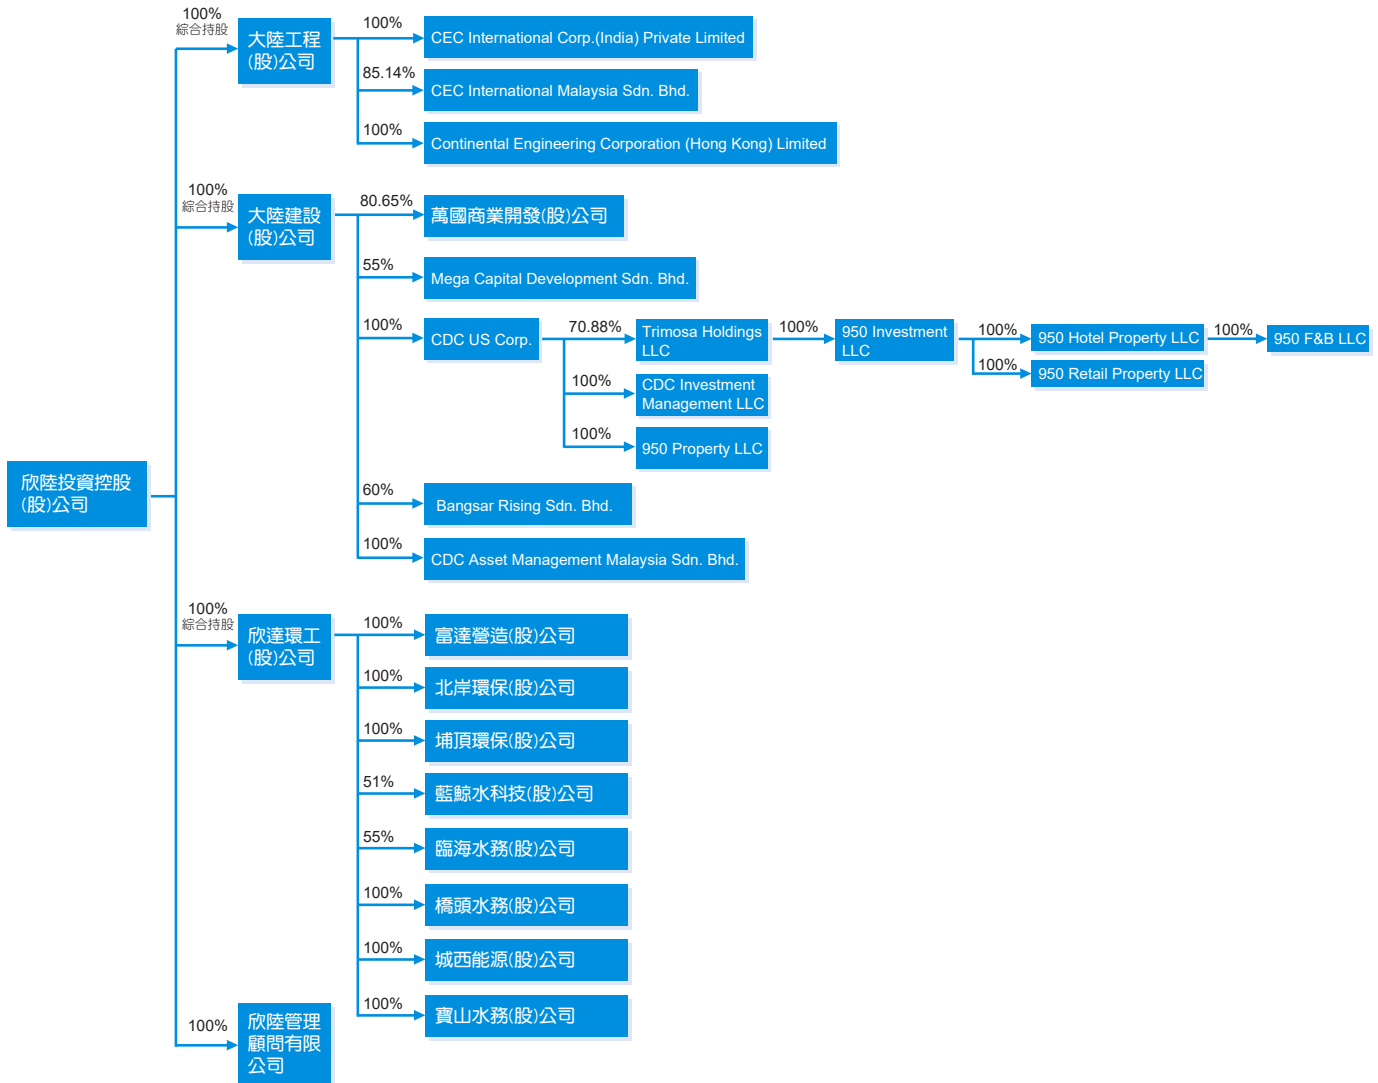 100%
綜合持股
大陸工程
(股)公司
100%
CEC International Corp.(India) Private Limited
85.14%
CEC International Malaysia Sdn. Bhd.
100%
Continental Engineering Corporation (Hong Kong) Limited
100%
綜合持股
大陸建設
(股)公司
80.65%
萬國商業開發(股)公司
55%
Mega Capital Development Sdn. Bhd.
100%
CDC US Corp.
70.88%
Trimosa Holdings
LLC
100%
950 Investment
LLC
100%
950 Hotel Property LLC
100%
950 F&B LLC
100%
950 Retail Property LLC
100%
CDC Investment
Management LLC
100%
950 Property LLC
欣陸投資控股
(股)公司
60%
Bangsar Rising Sdn. Bhd.
100%
CDC Asset Management Malaysia Sdn. Bhd.
100%
綜合持股
欣達環工
(股)公司
100%
富達營造(股)公司
100%
北岸環保(股)公司
100%
埔頂環保(股)公司
51%
藍鯨水科技(股)公司
55%
臨海水務(股)公司
100%
橋頭水務(股)公司
100%
城西能源(股)公司
100%
寶山水務(股)公司
100%
欣陸管理
顧問有限
公司